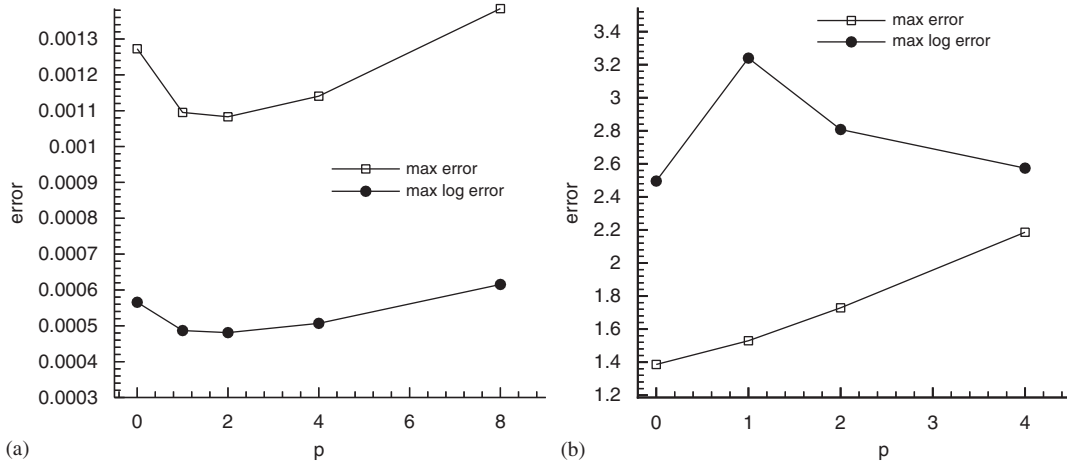 0.0013
0.0012
0.0011
0.001
0.0009
0.0008
0.0007
0.0006
0.0005
0.0004
0.0003
error
max error
max log error
0 2 4 6 8
p
(a)
3.4
3.2
3
2.8
2.6
2.4
2.2
2
1.8
1.6
1.4
1.2
error
max error
max log error
0 1 2 3 4
p
(b)